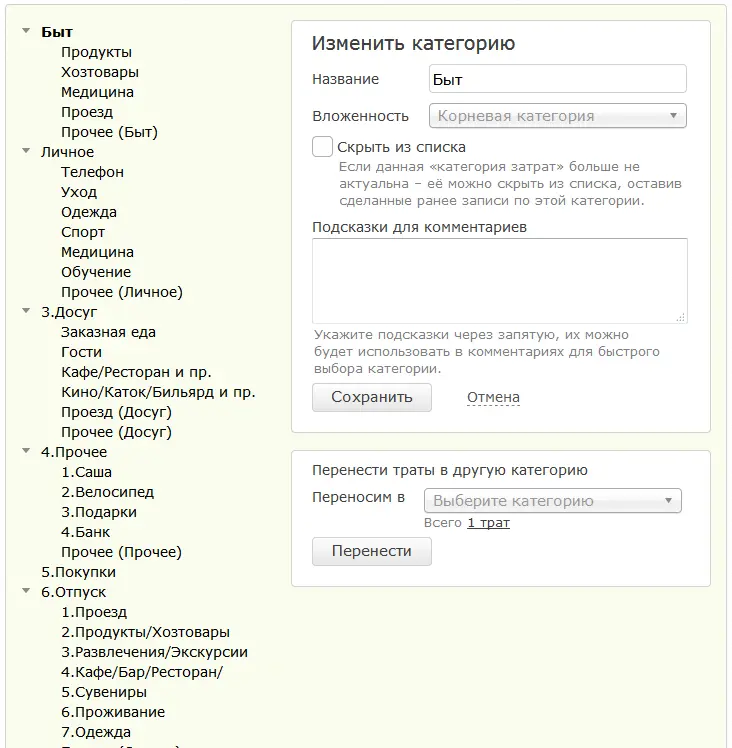 Быт
Продукты
Хозтовары
Медицина
Проезд
Прочее (Быт)
Личное
Телефон
Уход
Одежда
Спорт
Медицина
Обучение
Прочее (Личное)
3.Досуг
Заказная еда
Гости
Кафе/Ресторан и пр.
Кино/Каток/Бильярд и пр.
Проезд (Досуг)
Прочее (Досуг)
4.Прочее
1.Саша
2.Велосипед
3.Подарки
4.Банк
Прочее (Прочее)
5.Покупки
6.Отпуск
1.Проезд
2.Продукты/Хозтовары
3.Развлечения/Экскурсии
4.Кафе/Бар/Ресторан/
5.Сувениры
6.Проживание
7.Одежда
Изменить категорию
Название Быт
Вложенность Корневая категория
Скрыть из списка
Если данная «категория затрат» больше не
актуальна – её можно скрыть из списка, оставив
сделанные ранее записи по этой категории.
Подсказки для комментариев
Укажите подсказки через запятую, их можно
будет использовать в комментариях для быстрого
выбора категории.
Сохранить Отмена
Перенести траты в другую категорию
Переносим в Выберите категорию
Всего 1 трат
Перенести